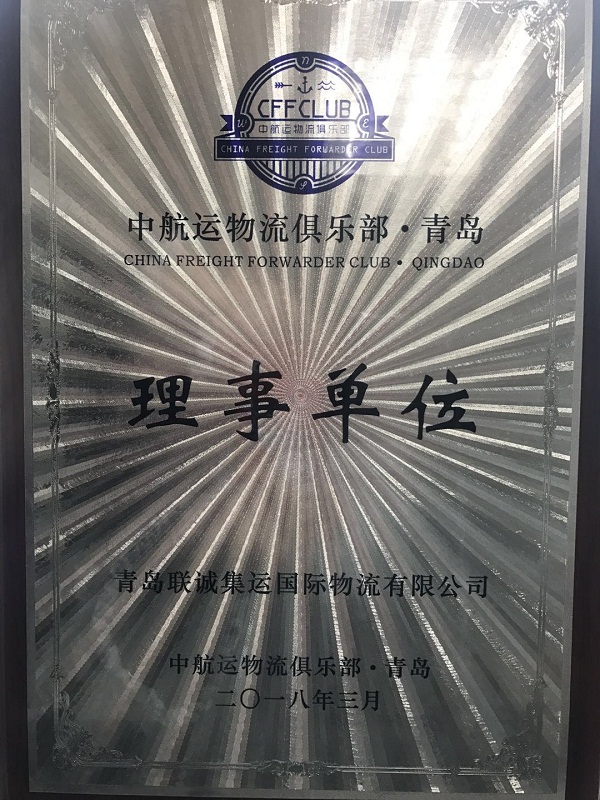 n
CFFCLUB
W
E
中航运物流俱乐部
CHINA FREIGHT FORWARDER CLUB
S
中航运物流俱乐部·青岛
CHINA FREIGHT FORWARDER CLUB · QINGDAO
理事单位
青岛联诚集运国际物流有限公司
中航运物流俱乐部·青岛
二〇一八年三月